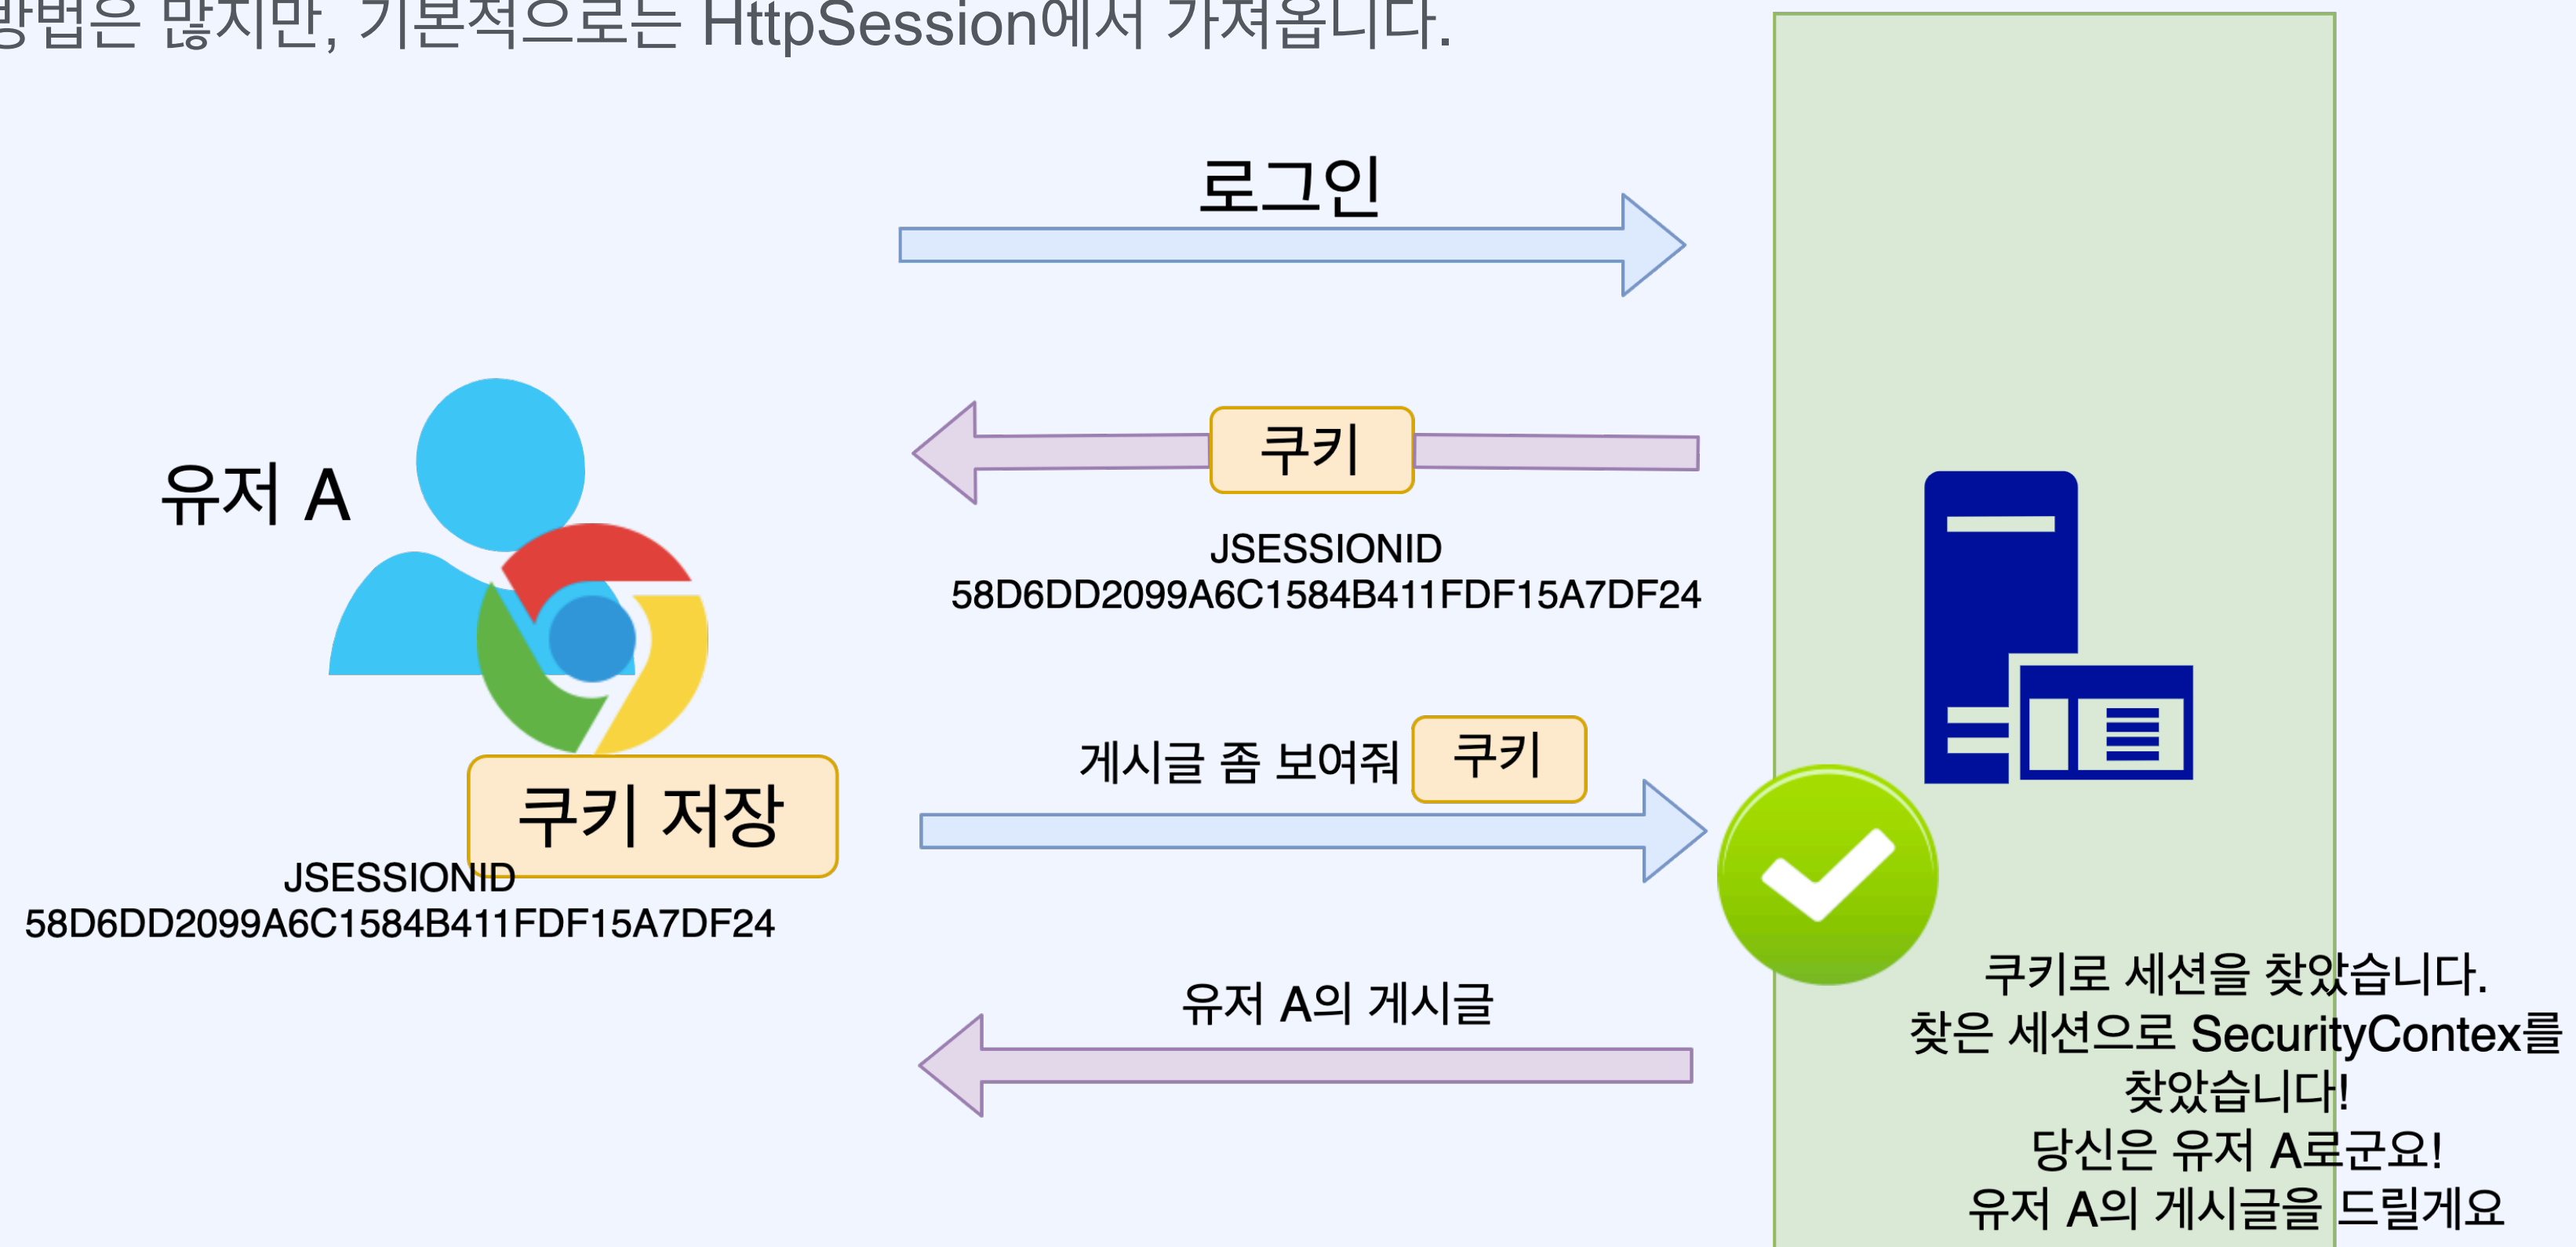 방법은 많지만, 기본적으로는 HttpSession에서 가져옵니다.
로그인
쿠키
JSESSIONID
58D6DD2099A6C1584B411FDF15A7DF24
유저 A
쿠키 저장
JSESSIONID
58D6DD2099A6C1584B411FDF15A7DF24
게시글 좀 보여줘 쿠키
유저 A의 게시글
쿠키로 세션을 찾았습니다.
찾은 세션으로 SecurityContex를
찾았습니다!
당신은 유저 A로군요!
유저 A의 게시글을 드릴게요